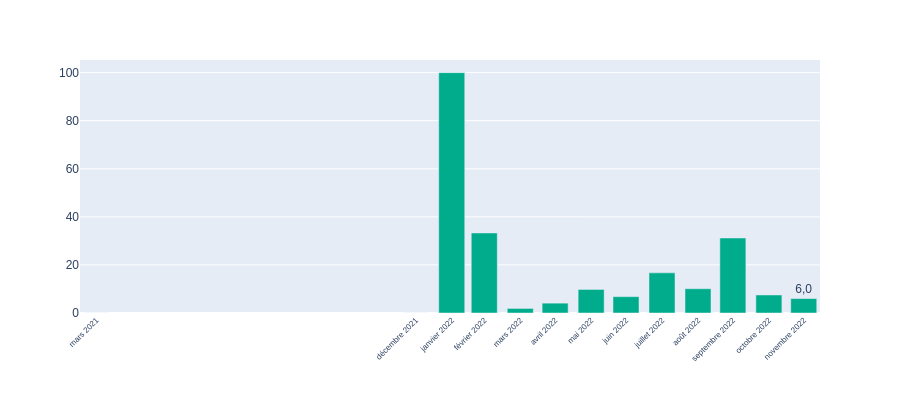 100
80
60
40
20
0
6,0
mars 2021
décembre 2021
janvier 2022
février 2022
mars 2022
avril 2022
mai 2022
juin 2022
juillet 2022
août 2022
septembre 2022
octobre 2022
novembre 2022